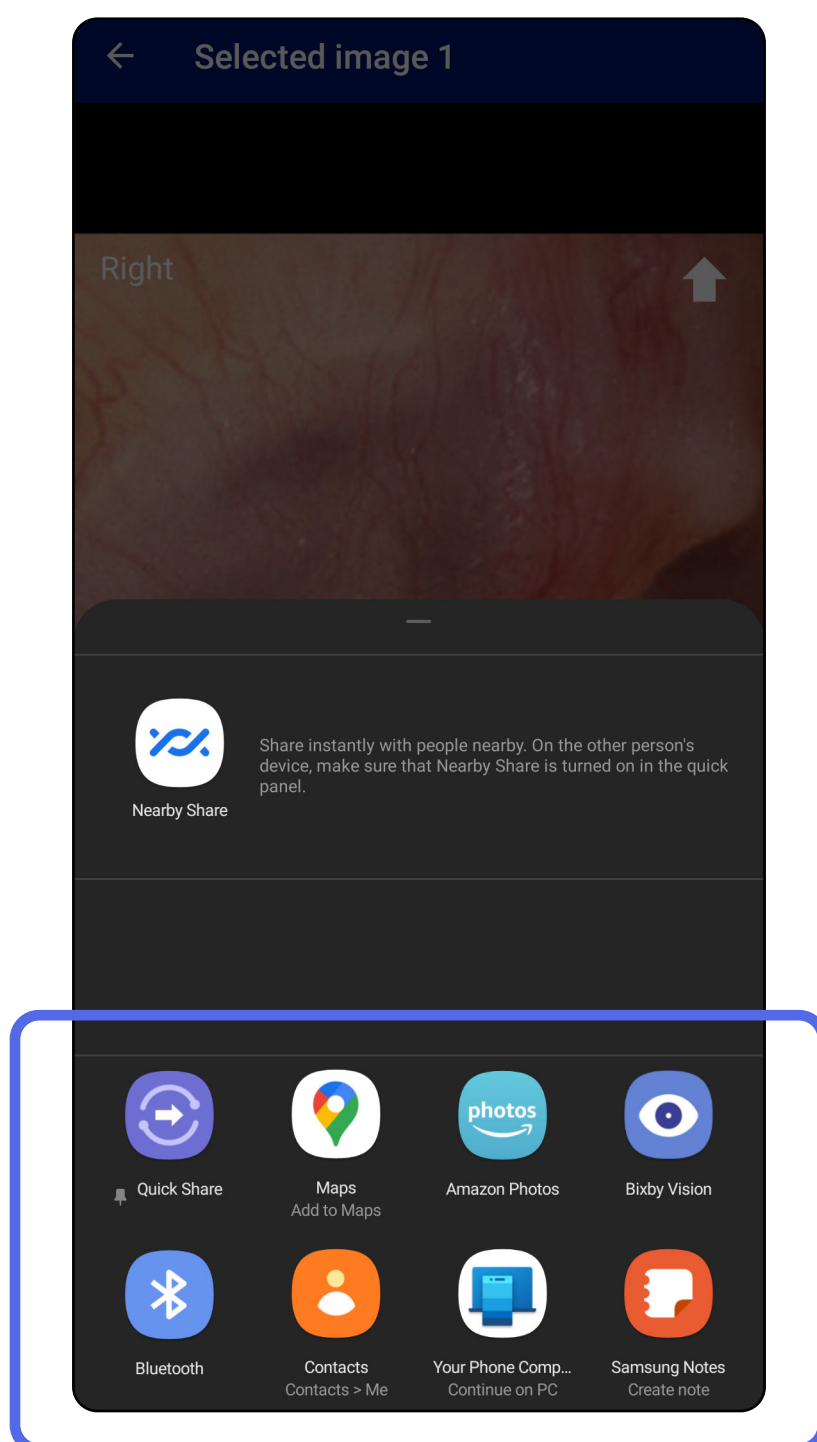 Selected image 1
Right
Share instantly with people nearby. On the other person's
device, make sure that Nearby Share is turned on in the quick
panel.
Nearby Share
photos
Quick Share
Maps
Add to Maps
Amazon Photos
Bixby Vision
Bluetooth
Contacts
Contacts > Me
Your Phone Comp...
Continue on PC
Samsung Notes
Create note